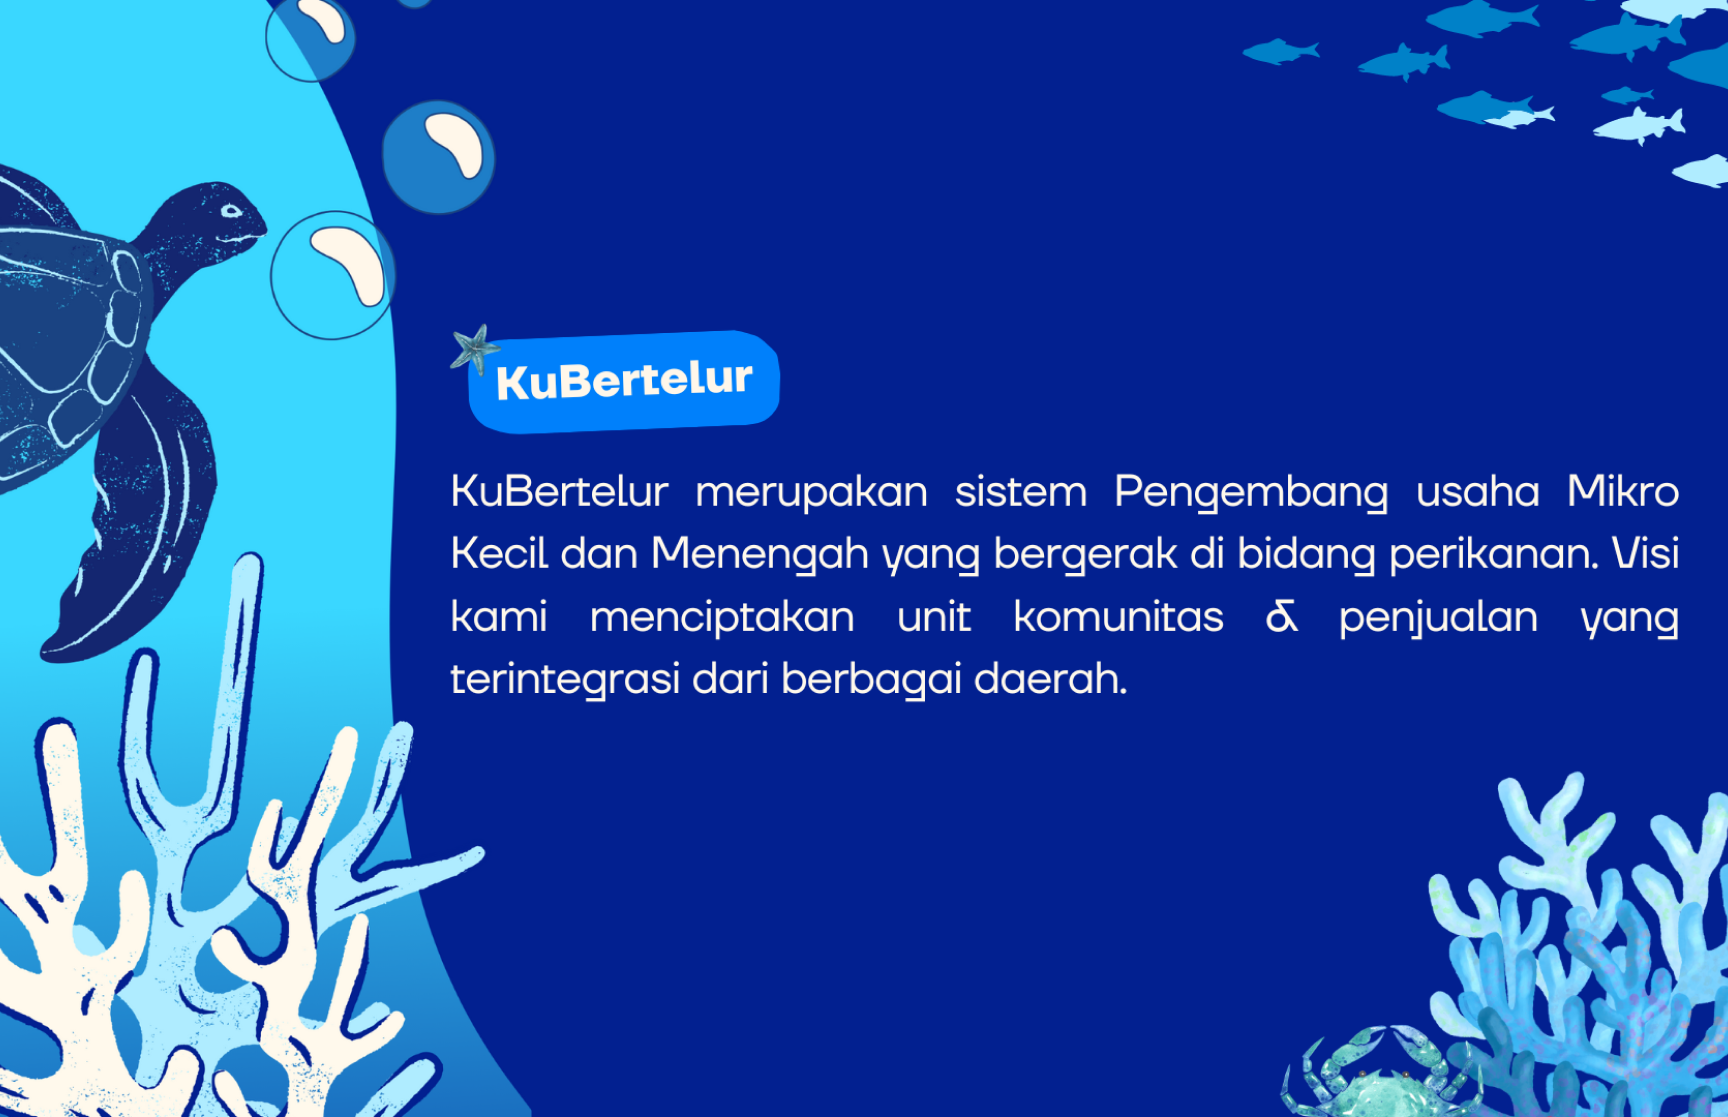 KuBertelur
KuBertelur merupakan sistem Pengembang usaha Mikro
Kecil dan Menengah yang bergerak di bidang perikanan. Visi
kami menciptakan unit komunitas & penjualan yang
terintegrasi dari berbagai daerah.